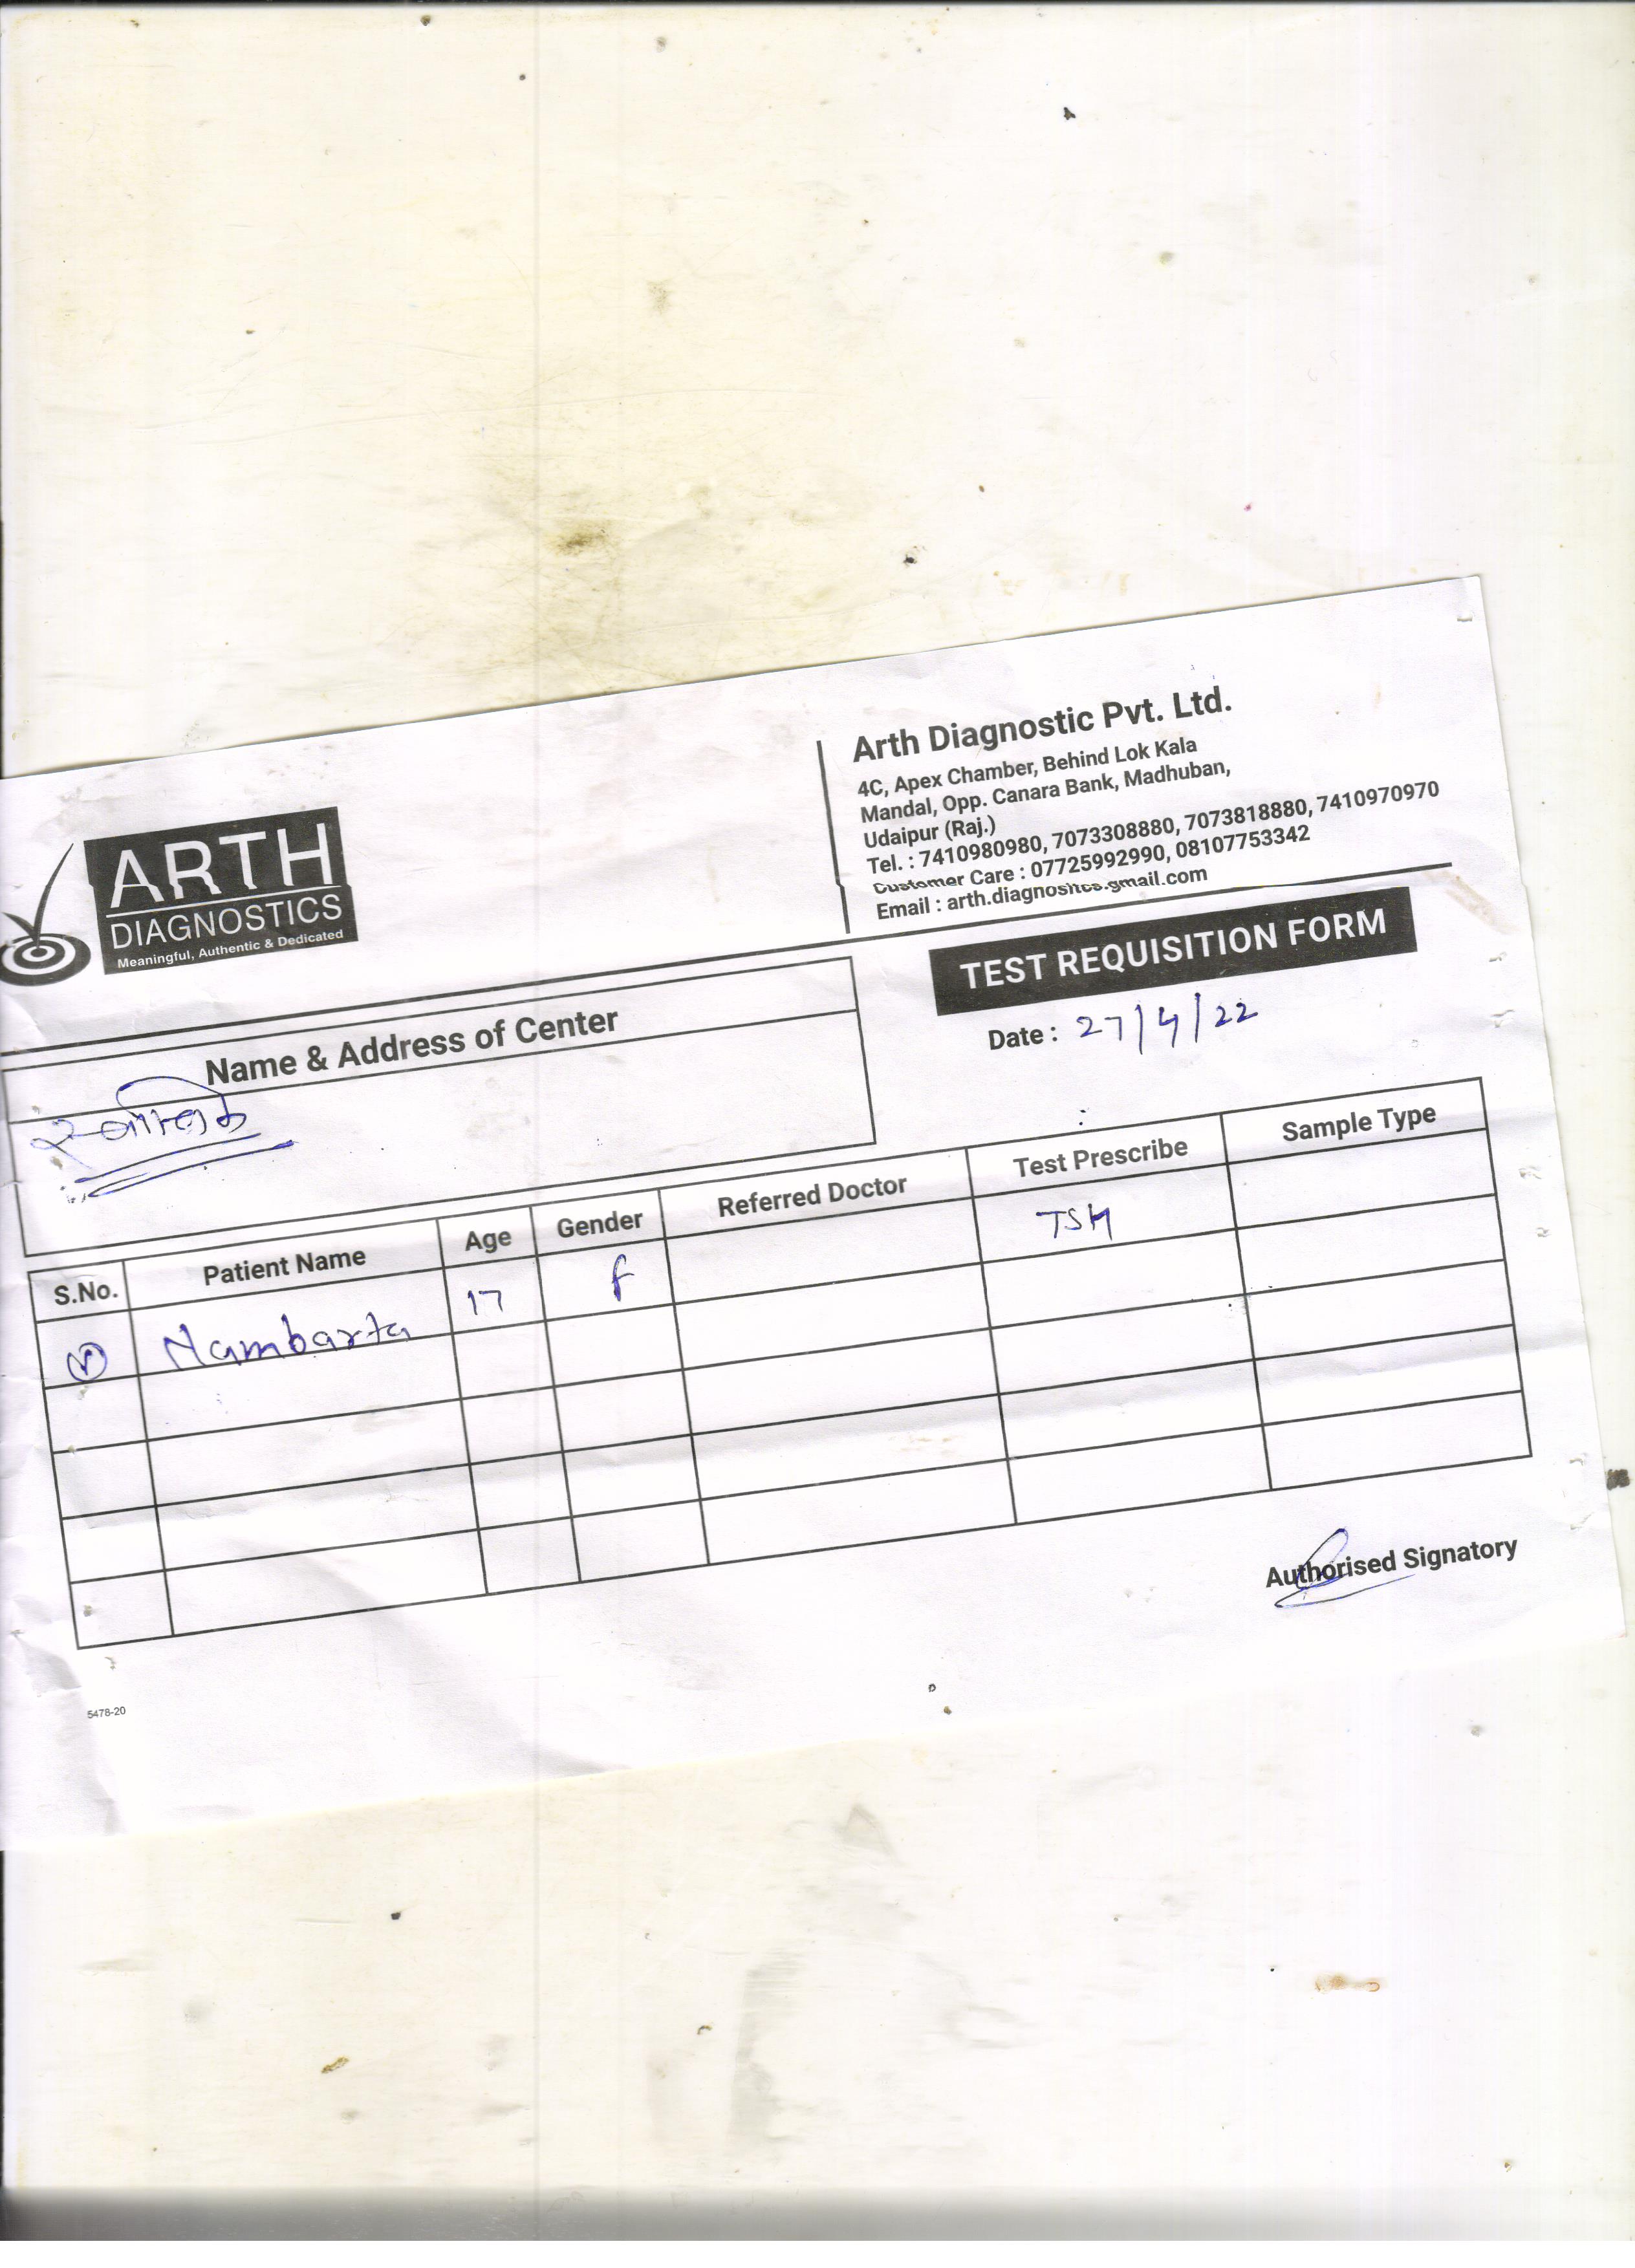 ARTH
DIAGNOSTICS
Meaningful, Authentic & Dedicated
Arth Diagnostic Pvt. Ltd.
4C, Apex Chamber, Behind Lok Kala
Mandal, Opp. Canara Bank, Madhuban,
Udaipur (Raj.)
Tel. : 7410980980, 7073308880, 7073818880, 7410970970
Customer Care : 07725992990, 08107753342
Email : arth.diagnositcs.gmail.com
TEST REQUISITION FORM
Date : 27/4/22
Name & Address of Center
S.No. Patient Name Age Gender Referred Doctor Test Prescribe Sample Type
Nambarta 17 f TSH
Authorised Signatory
5478-20